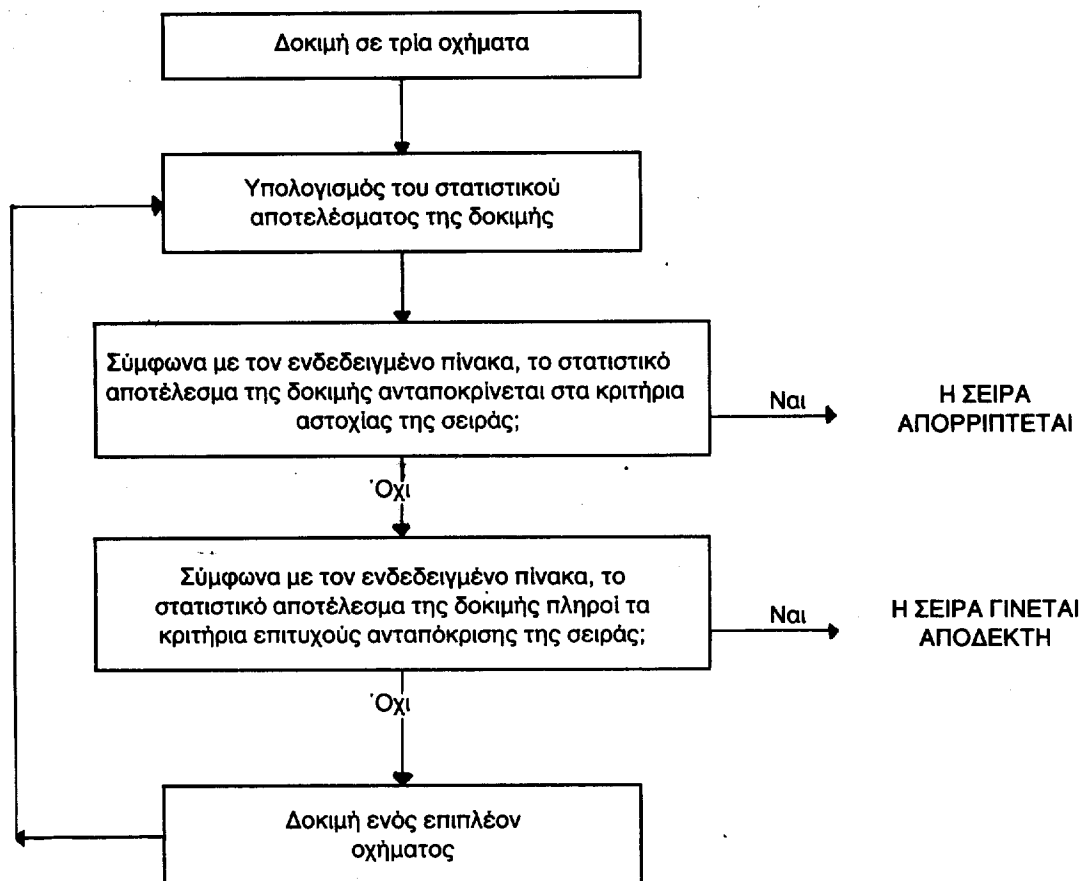 Δοκιμή σε τρία οχήματα
Υπολογισμός του στατιστικού
αποτελέσματος της δοκιμής
Σύμφωνα με τον ενδεδειγμένο πίνακα, το στατιστικό
αποτέλεσμα της δοκιμής ανταποκρίνεται στα κριτήρια
αστοχίας της σειράς;
Ναι
Η ΣΕΙΡΑ
ΑΠΟΡΡΙΠΤΕΤΑΙ
Όχι
Σύμφωνα με τον ενδεδειγμένο πίνακα, το
στατιστικό αποτέλεσμα της δοκιμής πληροί τα
κριτήρια επιτυχούς ανταπόκρισης της σειράς;
Ναι
Η ΣΕΙΡΑ ΓΙΝΕΤΑΙ
ΑΠΟΔΕΚΤΗ
Όχι
Δοκιμή ενός επιπλέον
οχήματος